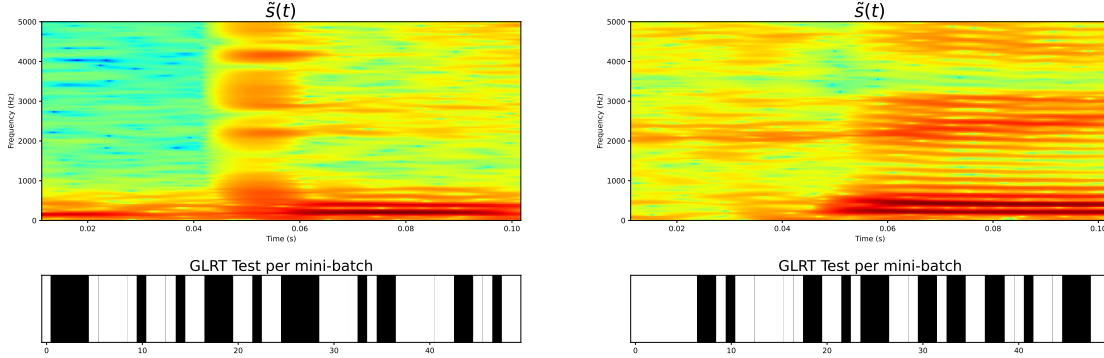 s̃(t)
5000
4000
3000
2000
1000
0
Frequency (Hz)
0.02 0.04 0.06 0.08 0.10
Time (s)
GLRT Test per mini-batch
0 10 20 30 40
s̃(t)
5000
4000
3000
2000
1000
0
Frequency (Hz)
0.02 0.04 0.06 0.08 0.10
Time (s)
GLRT Test per mini-batch
0 10 20 30 40